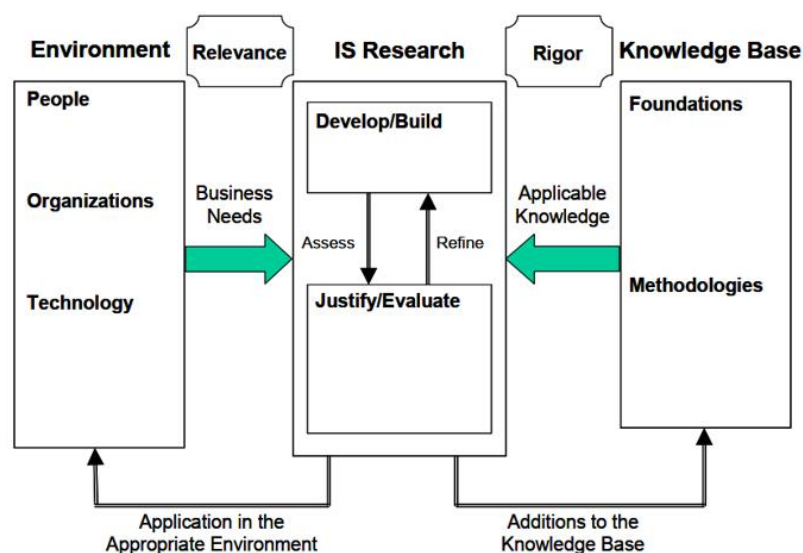 Environment
Relevance
IS Research
Rigor
Knowledge Base
People
Organizations
Technology
Business
Needs
Develop/Build
Assess
Refine
Justify/Evaluate
Applicable
Knowledge
Foundations
Methodologies
Application in the
Appropriate Environment
Additions to the
Knowledge Base